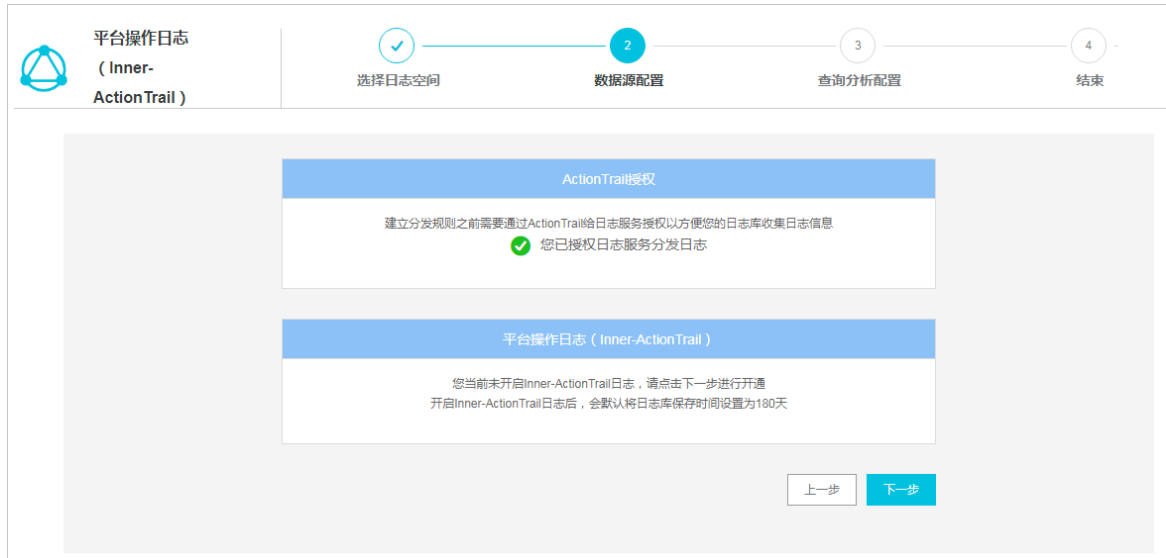 平台操作日志
（Inner-
ActionTrail）
2
3
4
选择日志空间
数据源配置
查询分析配置
结束
ActionTrail授权
建立分发规则之前需要通过ActionTrail给日志服务授权以方便您的日志库收集日志信息
您已授权日志服务分发日志
平台操作日志（Inner-ActionTrail）
您当前未开启Inner-ActionTrail日志，请点击下一步进行开通
开启Inner-ActionTrail日志后，会默认将日志库保存时间设置为180天
上一步
下一步